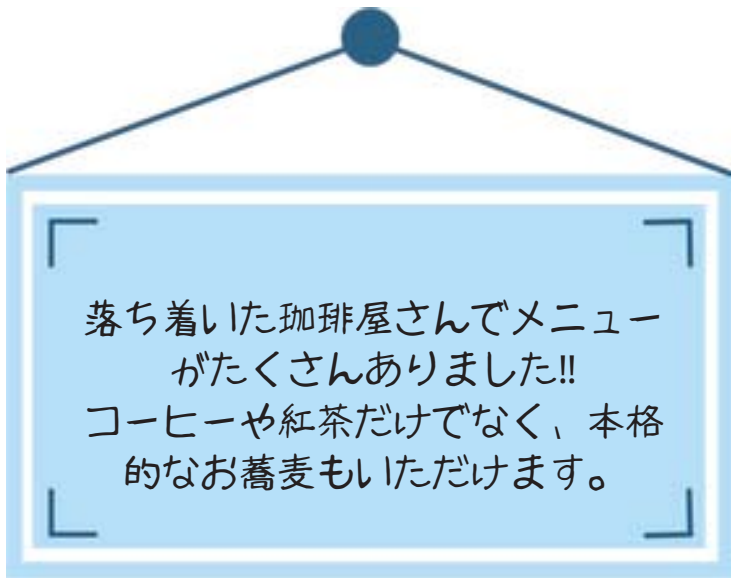 落ち着いた珈琲屋さんでメニュー
がたくさんありました!!
コーヒーや紅茶だけでなく、本格
的なお蕎麦もいただけます。